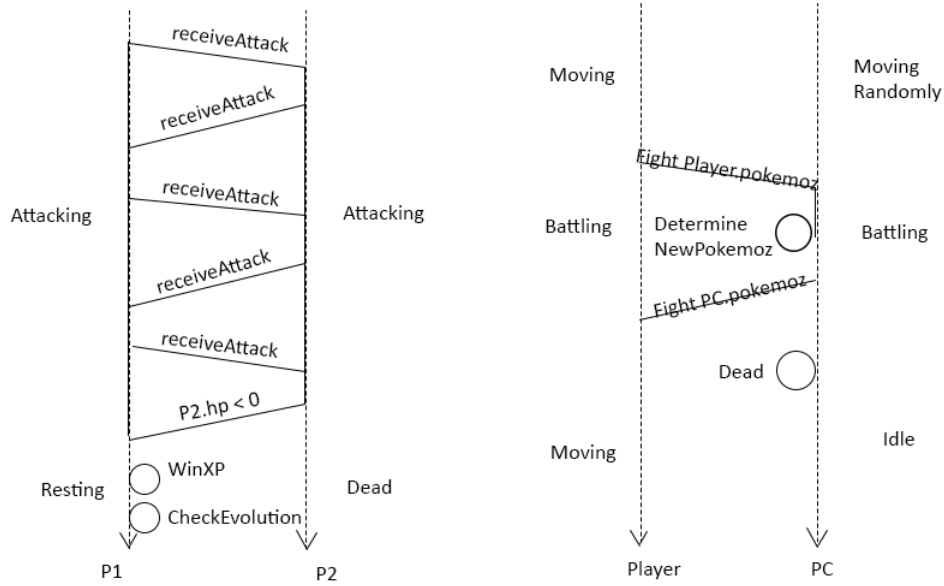 receiveAttack
receiveAttack
receiveAttack
Attacking
Attacking
receiveAttack
receiveAttack
P2.hp < 0
WinXP
Resting
Dead
CheckEvolution
P1
P2
Moving
Moving
Randomly
Fight Player.pokemoz
Battling
Determine
NewPokemoz
Battling
Fight PC.pokemoz
Dead
Idle
Moving
Player
PC